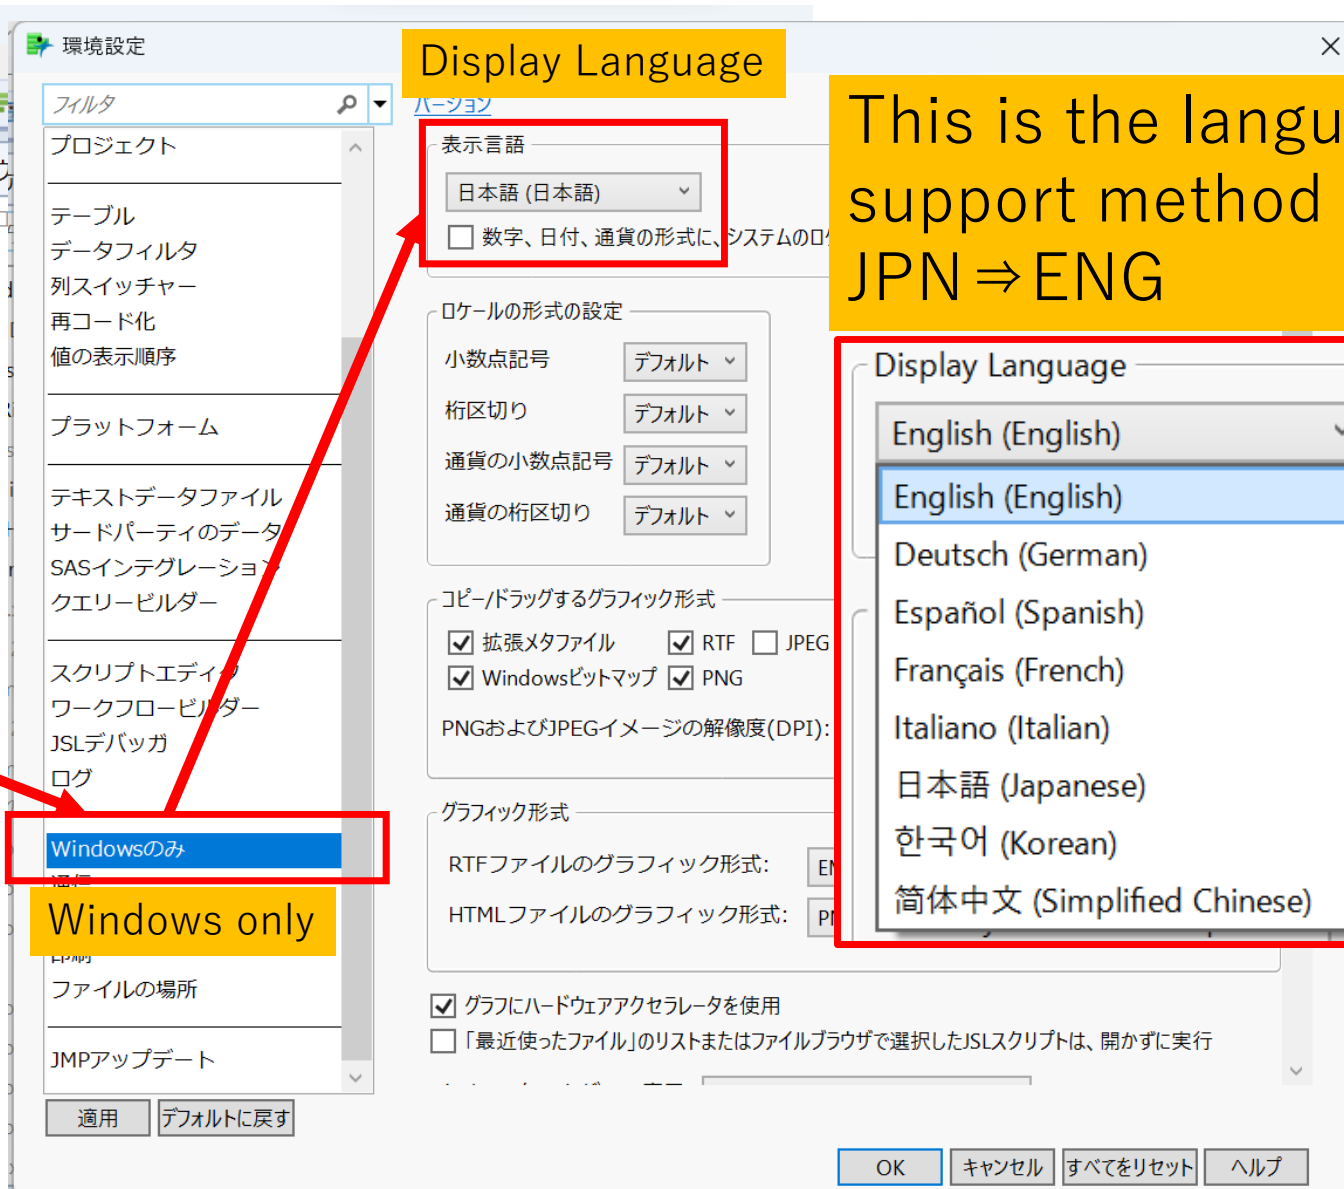 環境設定
Display Language
フィルタ
プロジェクト
テーブル
データフィルタ
列スイッチャー
再コード化
値の表示順序
プラットフォーム
テキストデータファイル
サードパーティのデータ
SASインテグレーション
クエリービルダー
スクリプトエディタ
ワークフロービルダー
JSLデバッガ
ログ
Windowsのみ
Windows only
ファイルの場所
JMPアップデート
適用
デフォルトに戻す
バージョン
表示言語
日本語 (日本語)
数字、日付、通貨の形式に、システムのロ
ロケールの形式の設定
小数点記号 デフォルト
桁区切り デフォルト
通貨の小数点記号 デフォルト
通貨の桁区切り デフォルト
コピー/ドラッグするグラフィック形式
拡張メタファイル RTF JPEG
Windowsビットマップ PNG
PNGおよびJPEGイメージの解像度(DPI):
グラフィック形式
RTFファイルのグラフィック形式:
HTMLファイルのグラフィック形式:
グラフにハードウェアアクセラレータを使用
「最近使ったファイル」のリストまたはファイルブラウザで選択したJSLスクリプトは、開かずに実行
This is the langu
support method
JPN⇒ENG
Display Language
English (English)
English (English)
Deutsch (German)
Español (Spanish)
Français (French)
Italiano (Italian)
日本語 (Japanese)
한국어 (Korean)
简体中文 (Simplified Chinese)
OK
キャンセル
すべてをリセット
ヘルプ